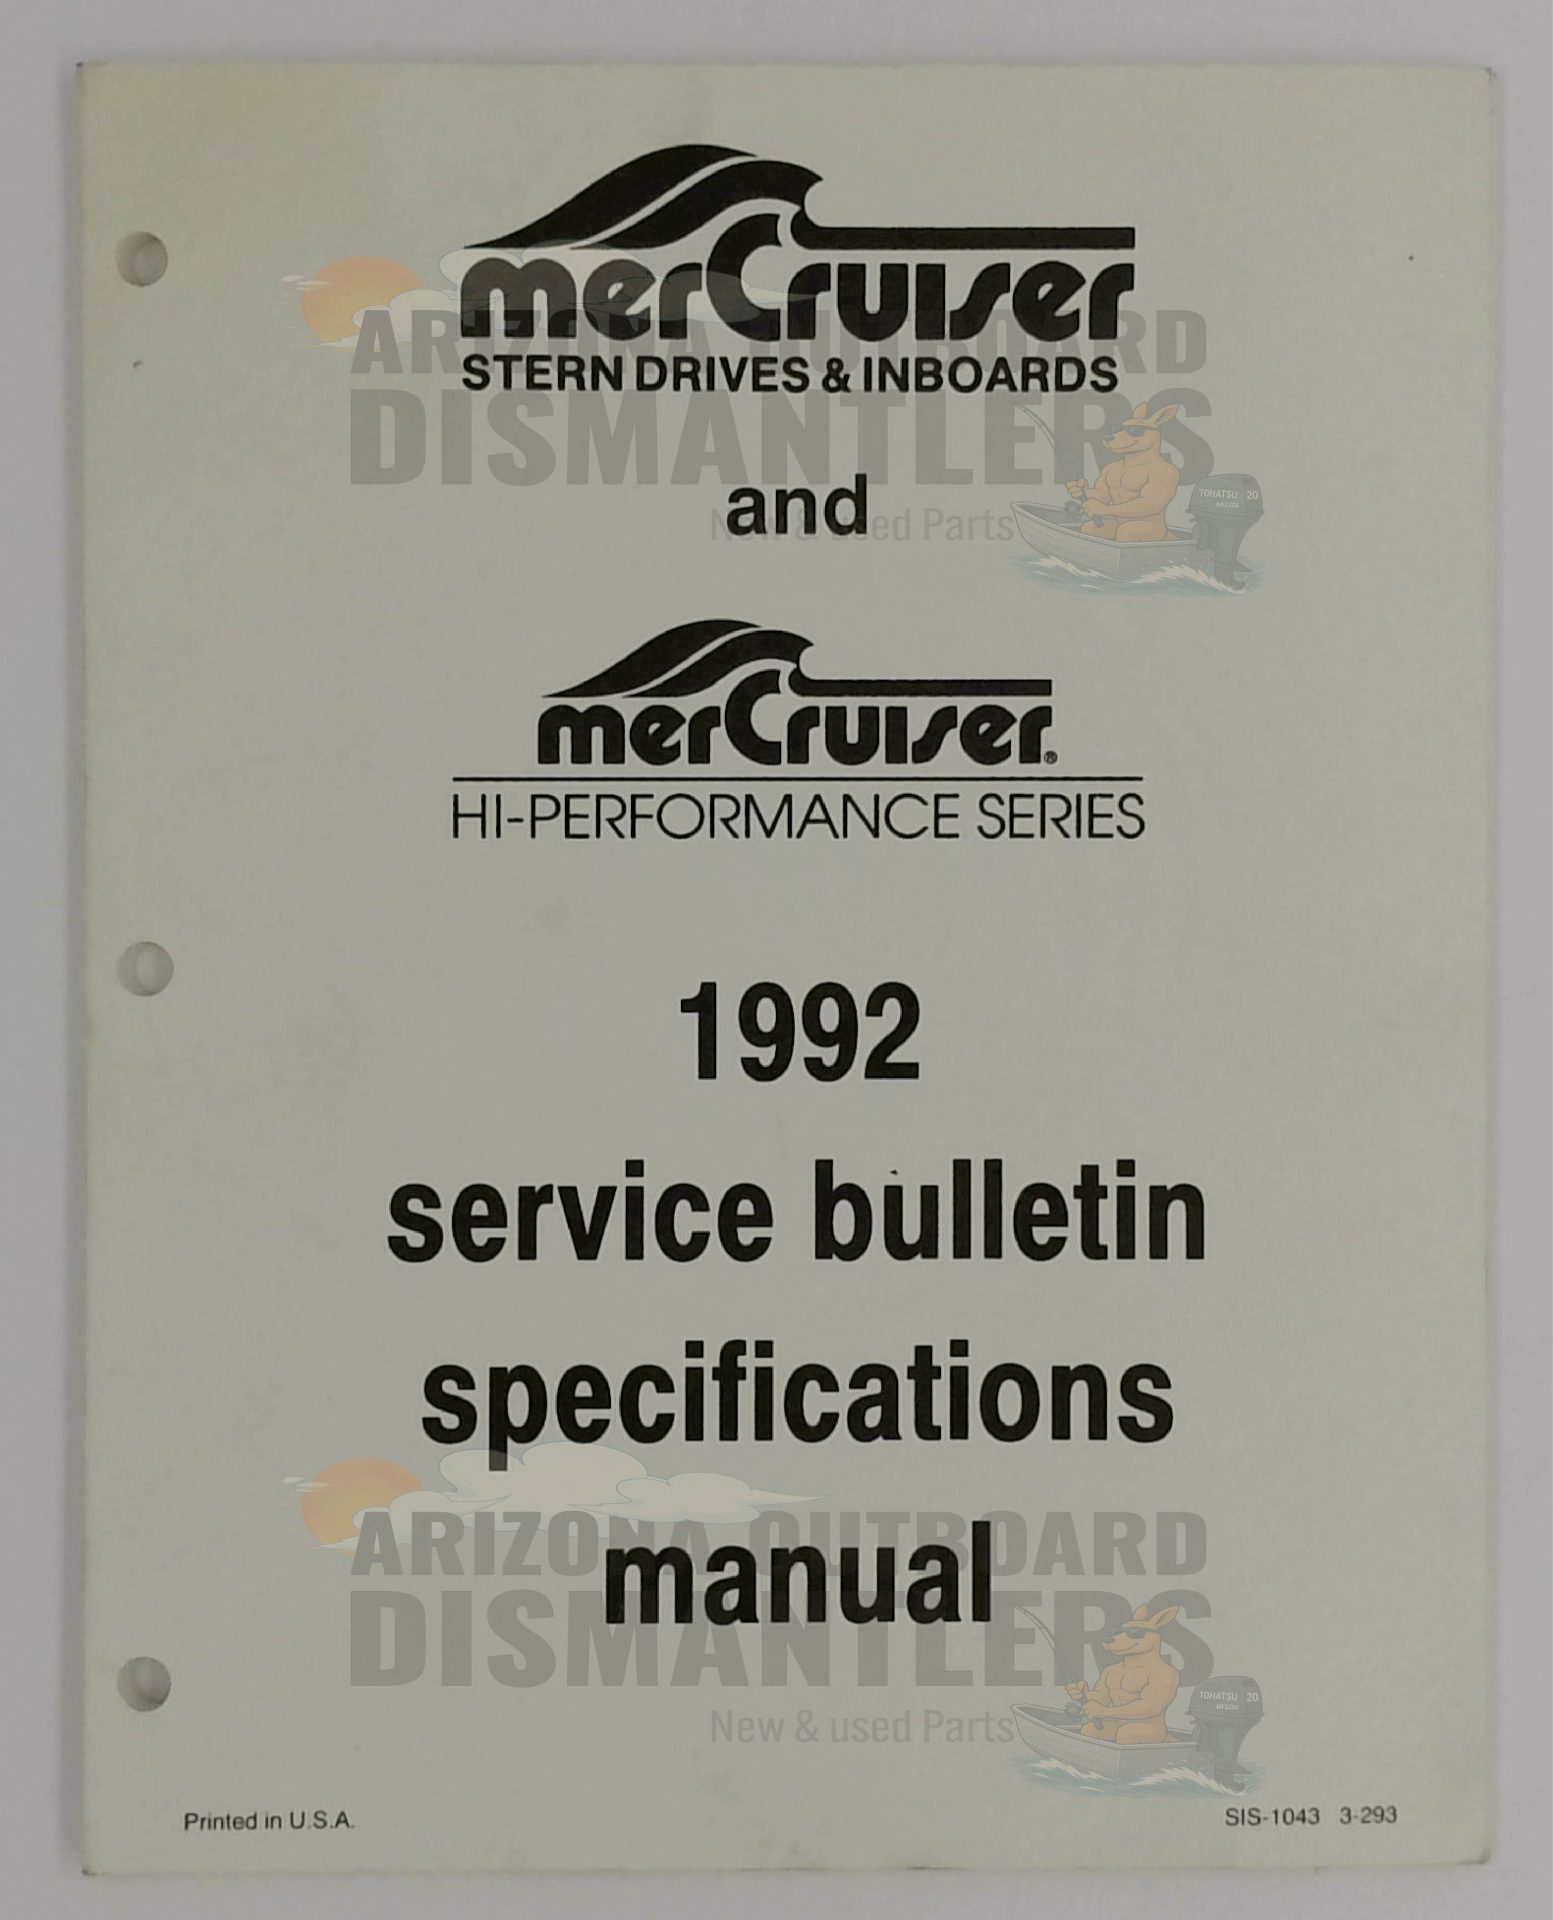 merCruiser
ARIZONA OUTBOARD
STERN DRIVES & INBOARDS
DISMANTLERS
and
New & used Parts
TOHATSU 20
merCruiser®
HI-PERFORMANCE SERIES
1992
service bulletin
specifications
manual
ARIZONA OUTBOARD
DISMANTLERS
New & used Parts
TOHATSU 20
Printed in U.S.A.
SIS-1043 3-293